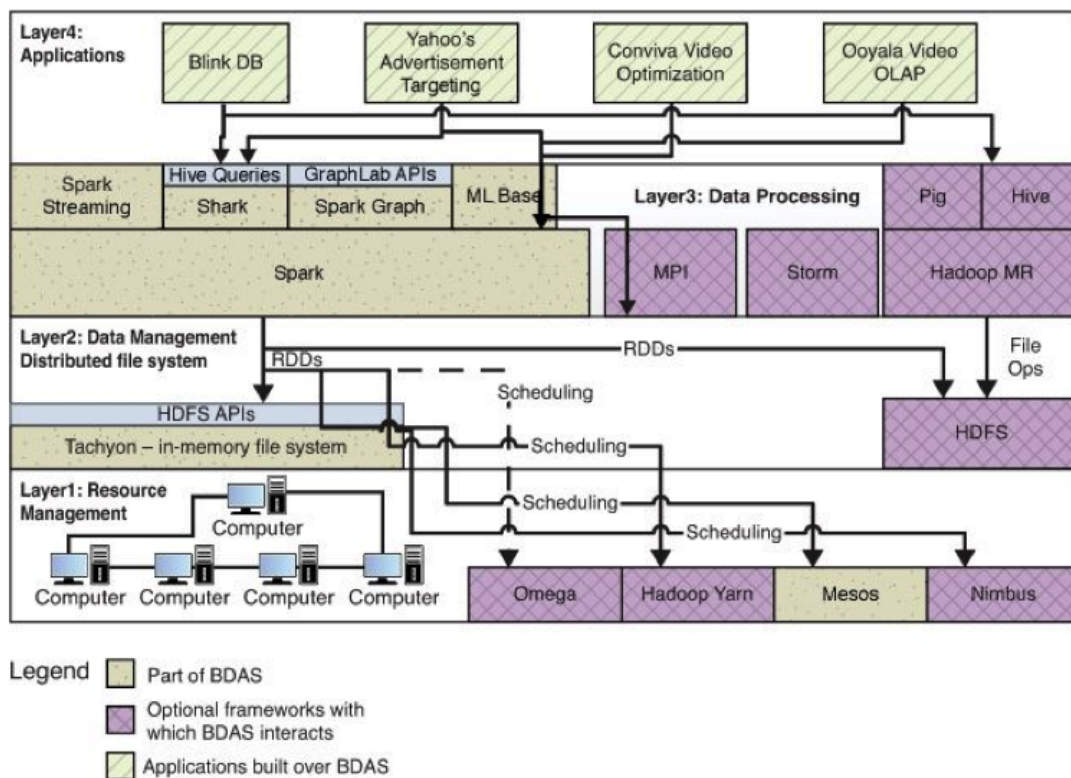 Layer4:
Applications
Blink DB
Yahoo's
Advertisement
Targeting
Conviva Video
Optimization
Ooyala Video
OLAP
Spark
Streaming
Hive Queries
Shark
GraphLab APIs
Spark Graph
ML Base
Layer3: Data Processing
Pig
Hive
Spark
MPI
Storm
Hadoop MR
Layer2: Data Management
Distributed file system
RDDs
RDDs
File
Ops
Scheduling
HDFS APIs
Tachyon – in-memory file system
Scheduling
HDFS
Layer1: Resource
Management
Scheduling
Scheduling
Computer
Computer
Computer
Computer
Computer
Omega
Hadoop Yarn
Mesos
Nimbus
Legend
Part of BDAS
Optional frameworks with
which BDAS interacts
Applications built over BDAS